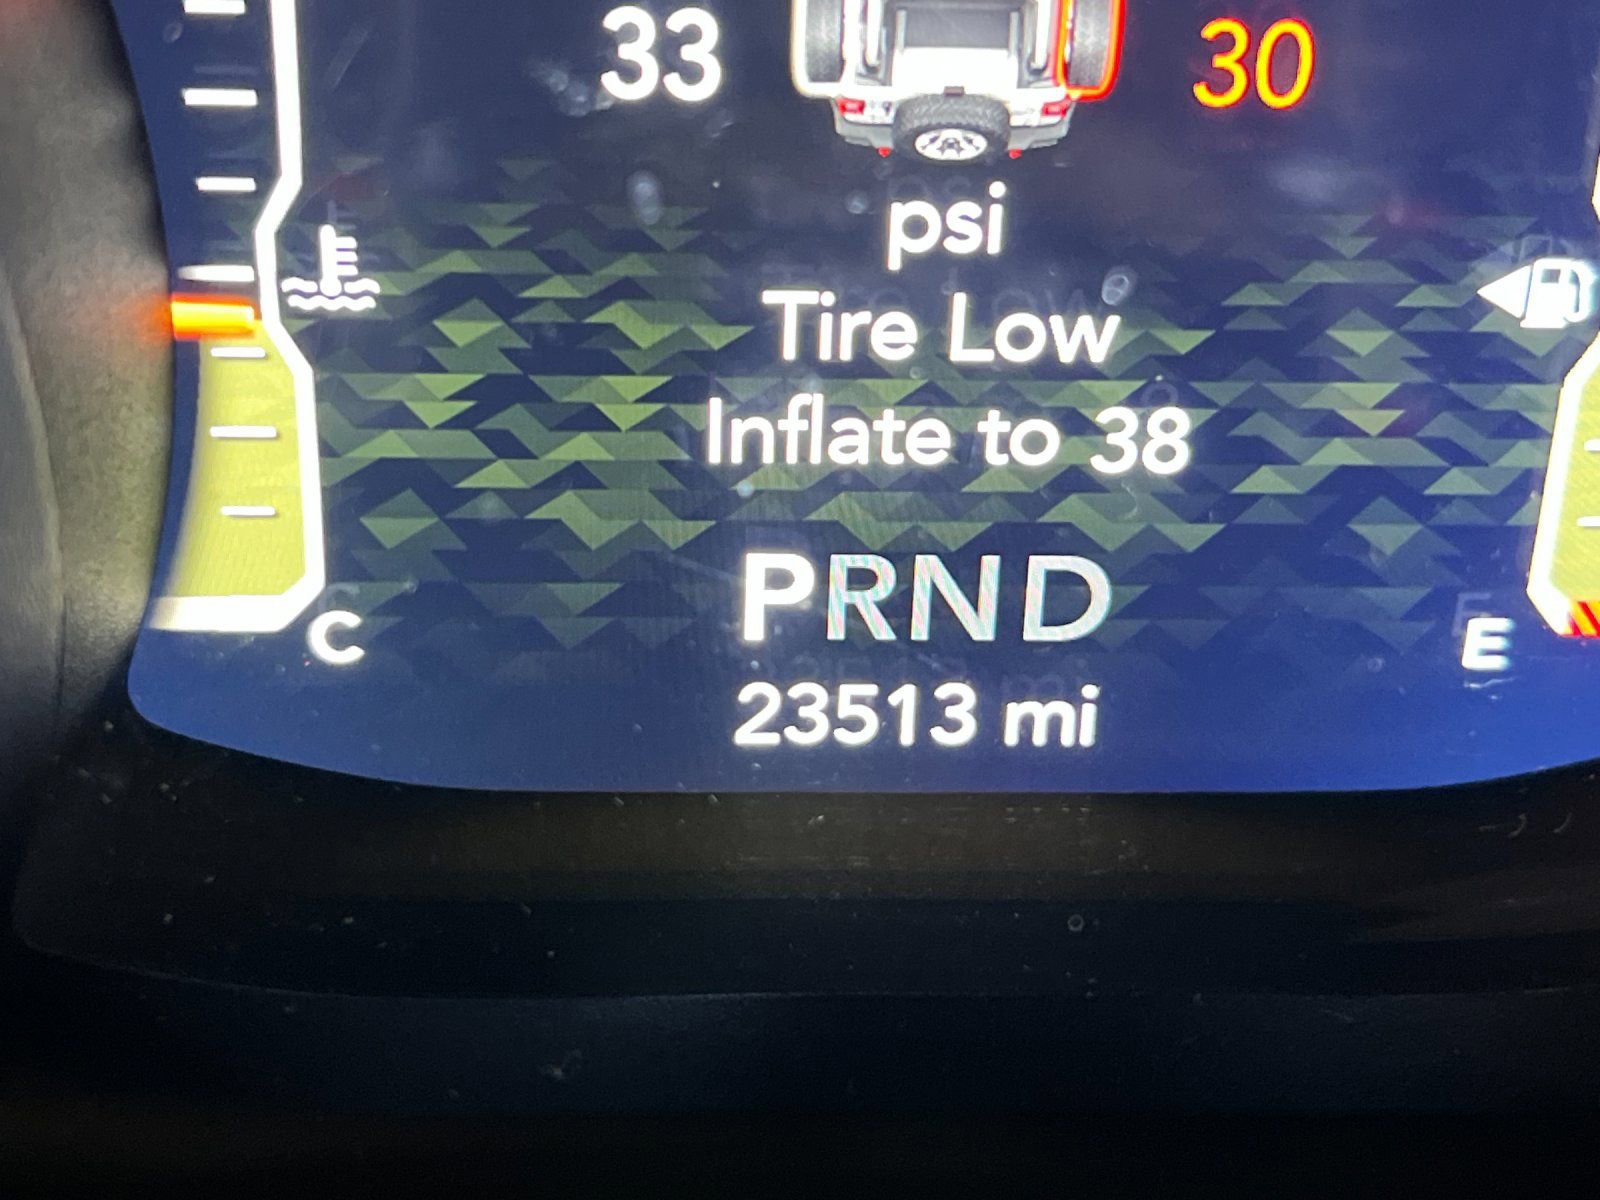 33 30
psi
Tire Low
Inflate to 38
PRND
C E
23513 mi